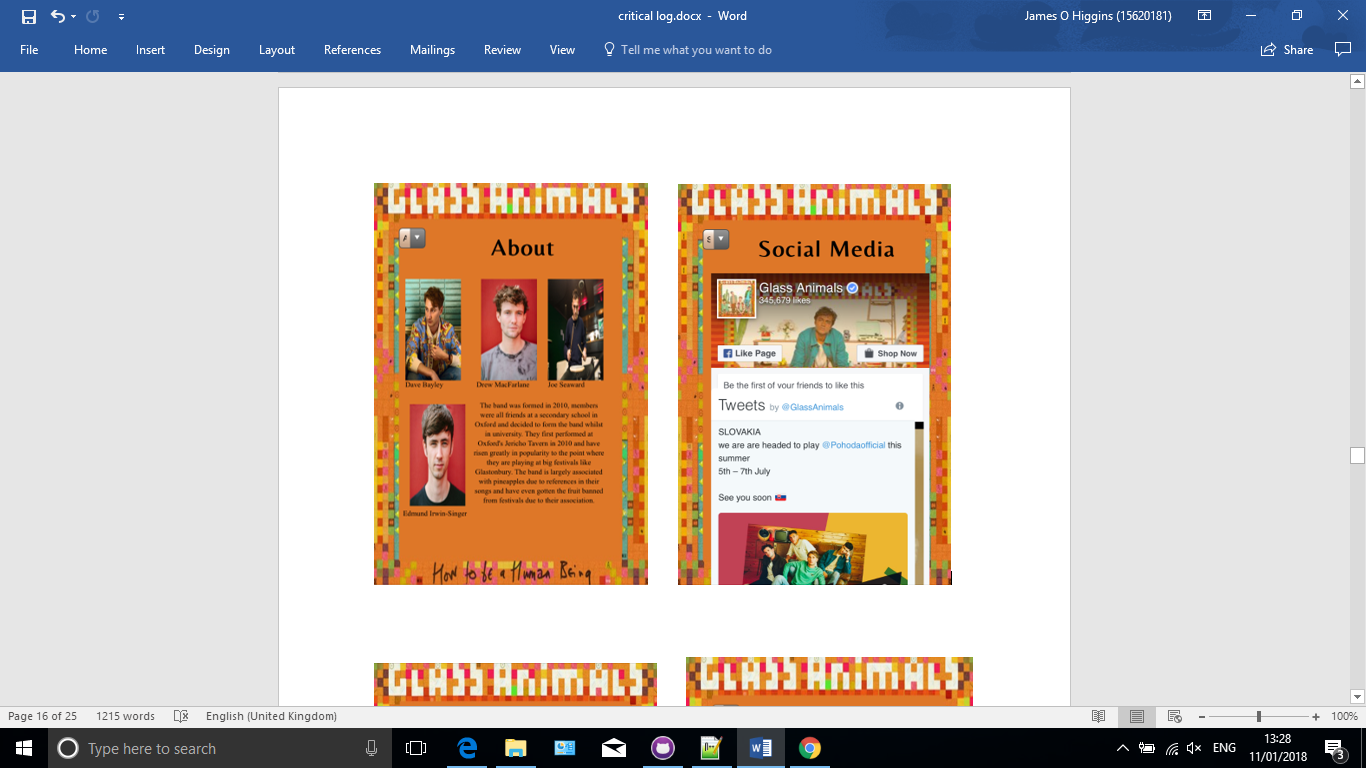 critical log.docx - Word
James O Higgins (15620181)
File Home Insert Design Layout References Mailings Review View Tell me what you want to do
Share
GLASS ANIMALS
About
Dave Bayley
Drew MacFarlane
Joe Seaward
The band was formed in 2010, members
were all friends at a secondary school in
Oxford and decided to form the band whilst
in university. They first performed at
Oxford's Jericho Tavern in 2010 and have
risen greatly in popularity to the point where
they are playing at big festivals like
Glastonbury. The band is largely associated
with pineapples due to references in their
songs and have even gotten the fruit banned
from festivals due to their association.
Edmund Irwin-Singer
How to be a Human Being
GLASS ANIMALS
Social Media
Glass Animals
345,679 likes
Like Page
Shop Now
Be the first of your friends to like this
Tweets by @GlassAnimals
SLOVAKIA
we are are headed to play @Pohodaofficial this
summer
5th – 7th July
See you soon
GLASS ANIMALS
GLASS ANIMALS
Page 16 of 25 1215 words English (United Kingdom)
100%
Type here to search
ENG
13:28
11/01/2018
3